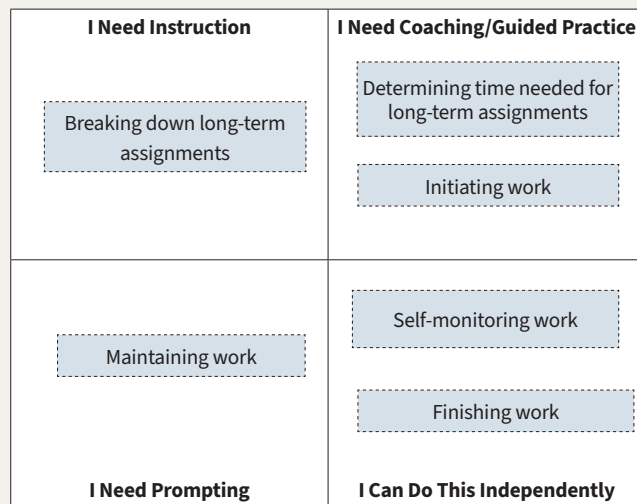 I Need Instruction
I Need Coaching/Guided Practice
Breaking down long-term
assignments
Determining time needed for
long-term assignments
Initiating work
Maintaining work
Self-monitoring work
Finishing work
I Need Prompting
I Can Do This Independently